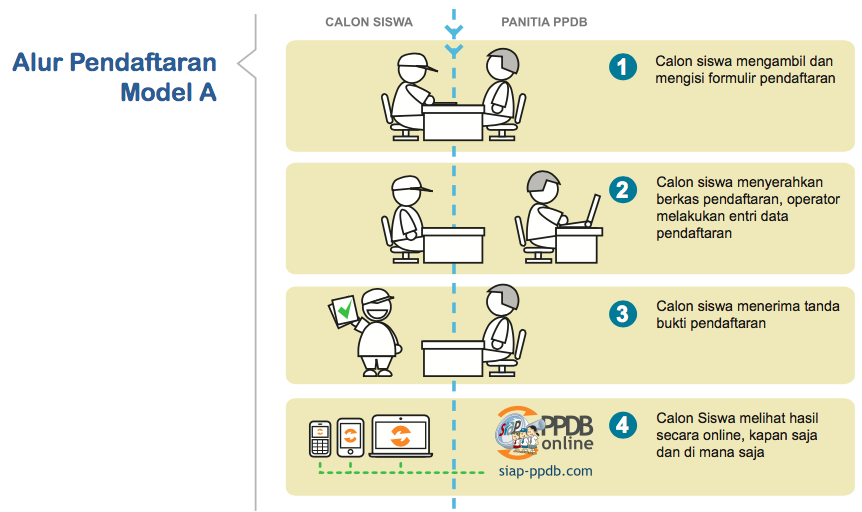 CALON SISWA
PANITIA PPDB
Alur Pendaftaran
Model A
1
Calon siswa mengambil dan
mengisi formulir pendaftaran
2
Calon siswa menyerahkan
berkas pendaftaran, operator
melakukan entri data
pendaftaran
3
Calon siswa menerima tanda
bukti pendaftaran
SIAP PPDB
online
siap-ppdb.com
4
Calon Siswa melihat hasil
secara online, kapan saja
dan di mana saja